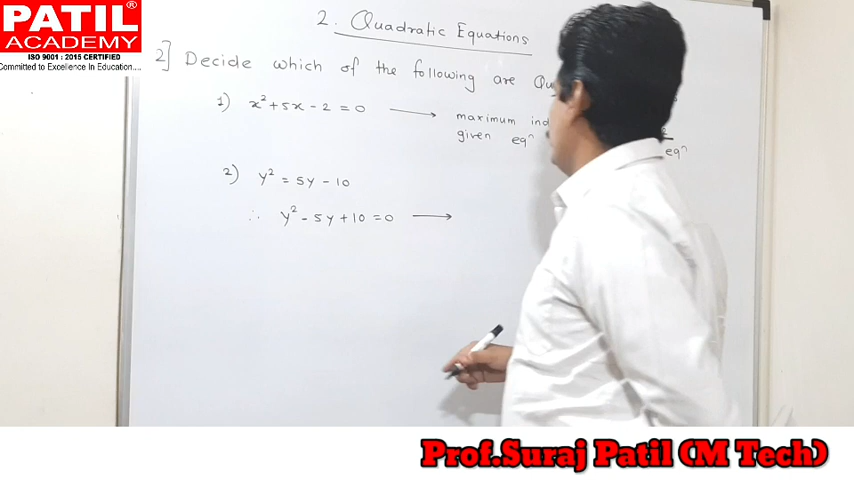 PATIL®
ACADEMY
ISO 9001 : 2015 CERTIFIED
Committed to Excellence In Education....
2. Quadratic Equations
2] Decide which of the following are
1) x² + 5x - 2 = 0 → maximum
given eqⁿ eqⁿ
2) y² = 5y - 10
∴ y² - 5y + 10 = 0 →
Prof.Suraj Patil (M Tech)